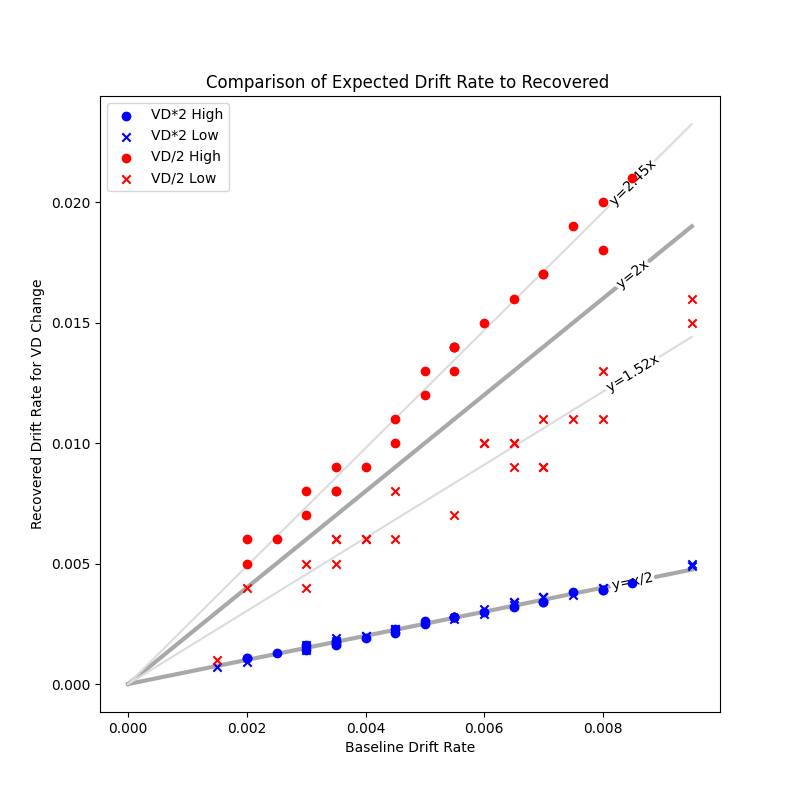 Comparison of Expected Drift Rate to Recovered
VD*2 High
VD*2 Low
VD/2 High
VD/2 Low
y=2.45x
y=2x
y=1.52x
y=x/2
0.020
0.015
0.010
0.005
0.000
Recovered Drift Rate for VD Change
0.000 0.002 0.004 0.006 0.008
Baseline Drift Rate